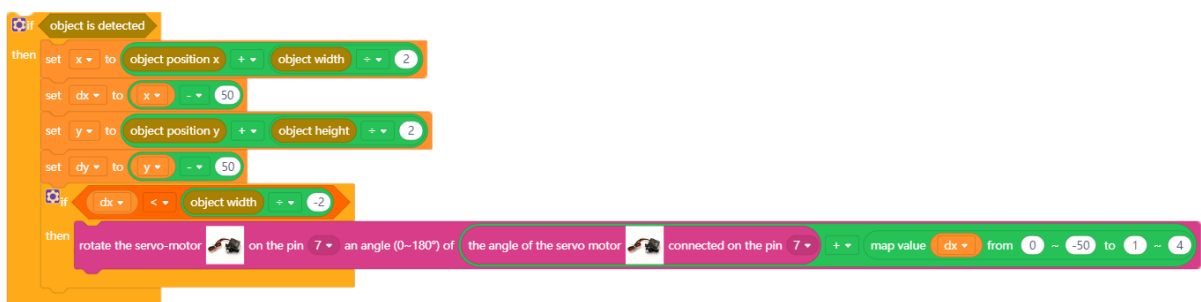 if object is detected
then set x to object position x + object width ÷ 2
set dx to x - 50
set y to object position y + object height ÷ 2
set dy to y - 50
if dx < object width ÷ -2
then rotate the servo-motor on the pin 7 an angle (0~180°) of the angle of the servo motor connected on the pin 7 + map value dx from 0 ~ -50 to 1 ~ 4